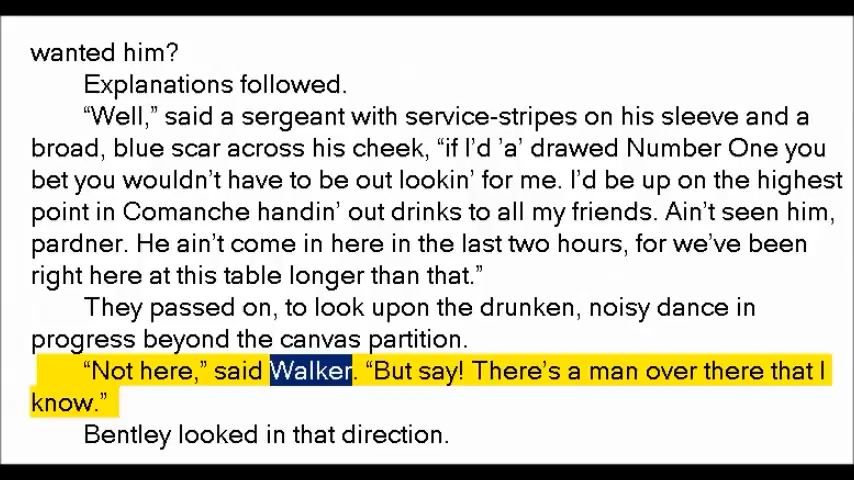 wanted him?
Explanations followed.
“Well,” said a sergeant with service-stripes on his sleeve and a
broad, blue scar across his cheek, “if I’d ’a’ drawed Number One you
bet you wouldn’t have to be out lookin’ for me. I’d be up on the highest
point in Comanche handin’ out drinks to all my friends. Ain’t seen him,
pardner. He ain’t come in here in the last two hours, for we’ve been
right here at this table longer than that.”
They passed on, to look upon the drunken, noisy dance in
progress beyond the canvas partition.
“Not here,” said Walker. “But say! There’s a man over there that I
know.”
Bentley looked in that direction.